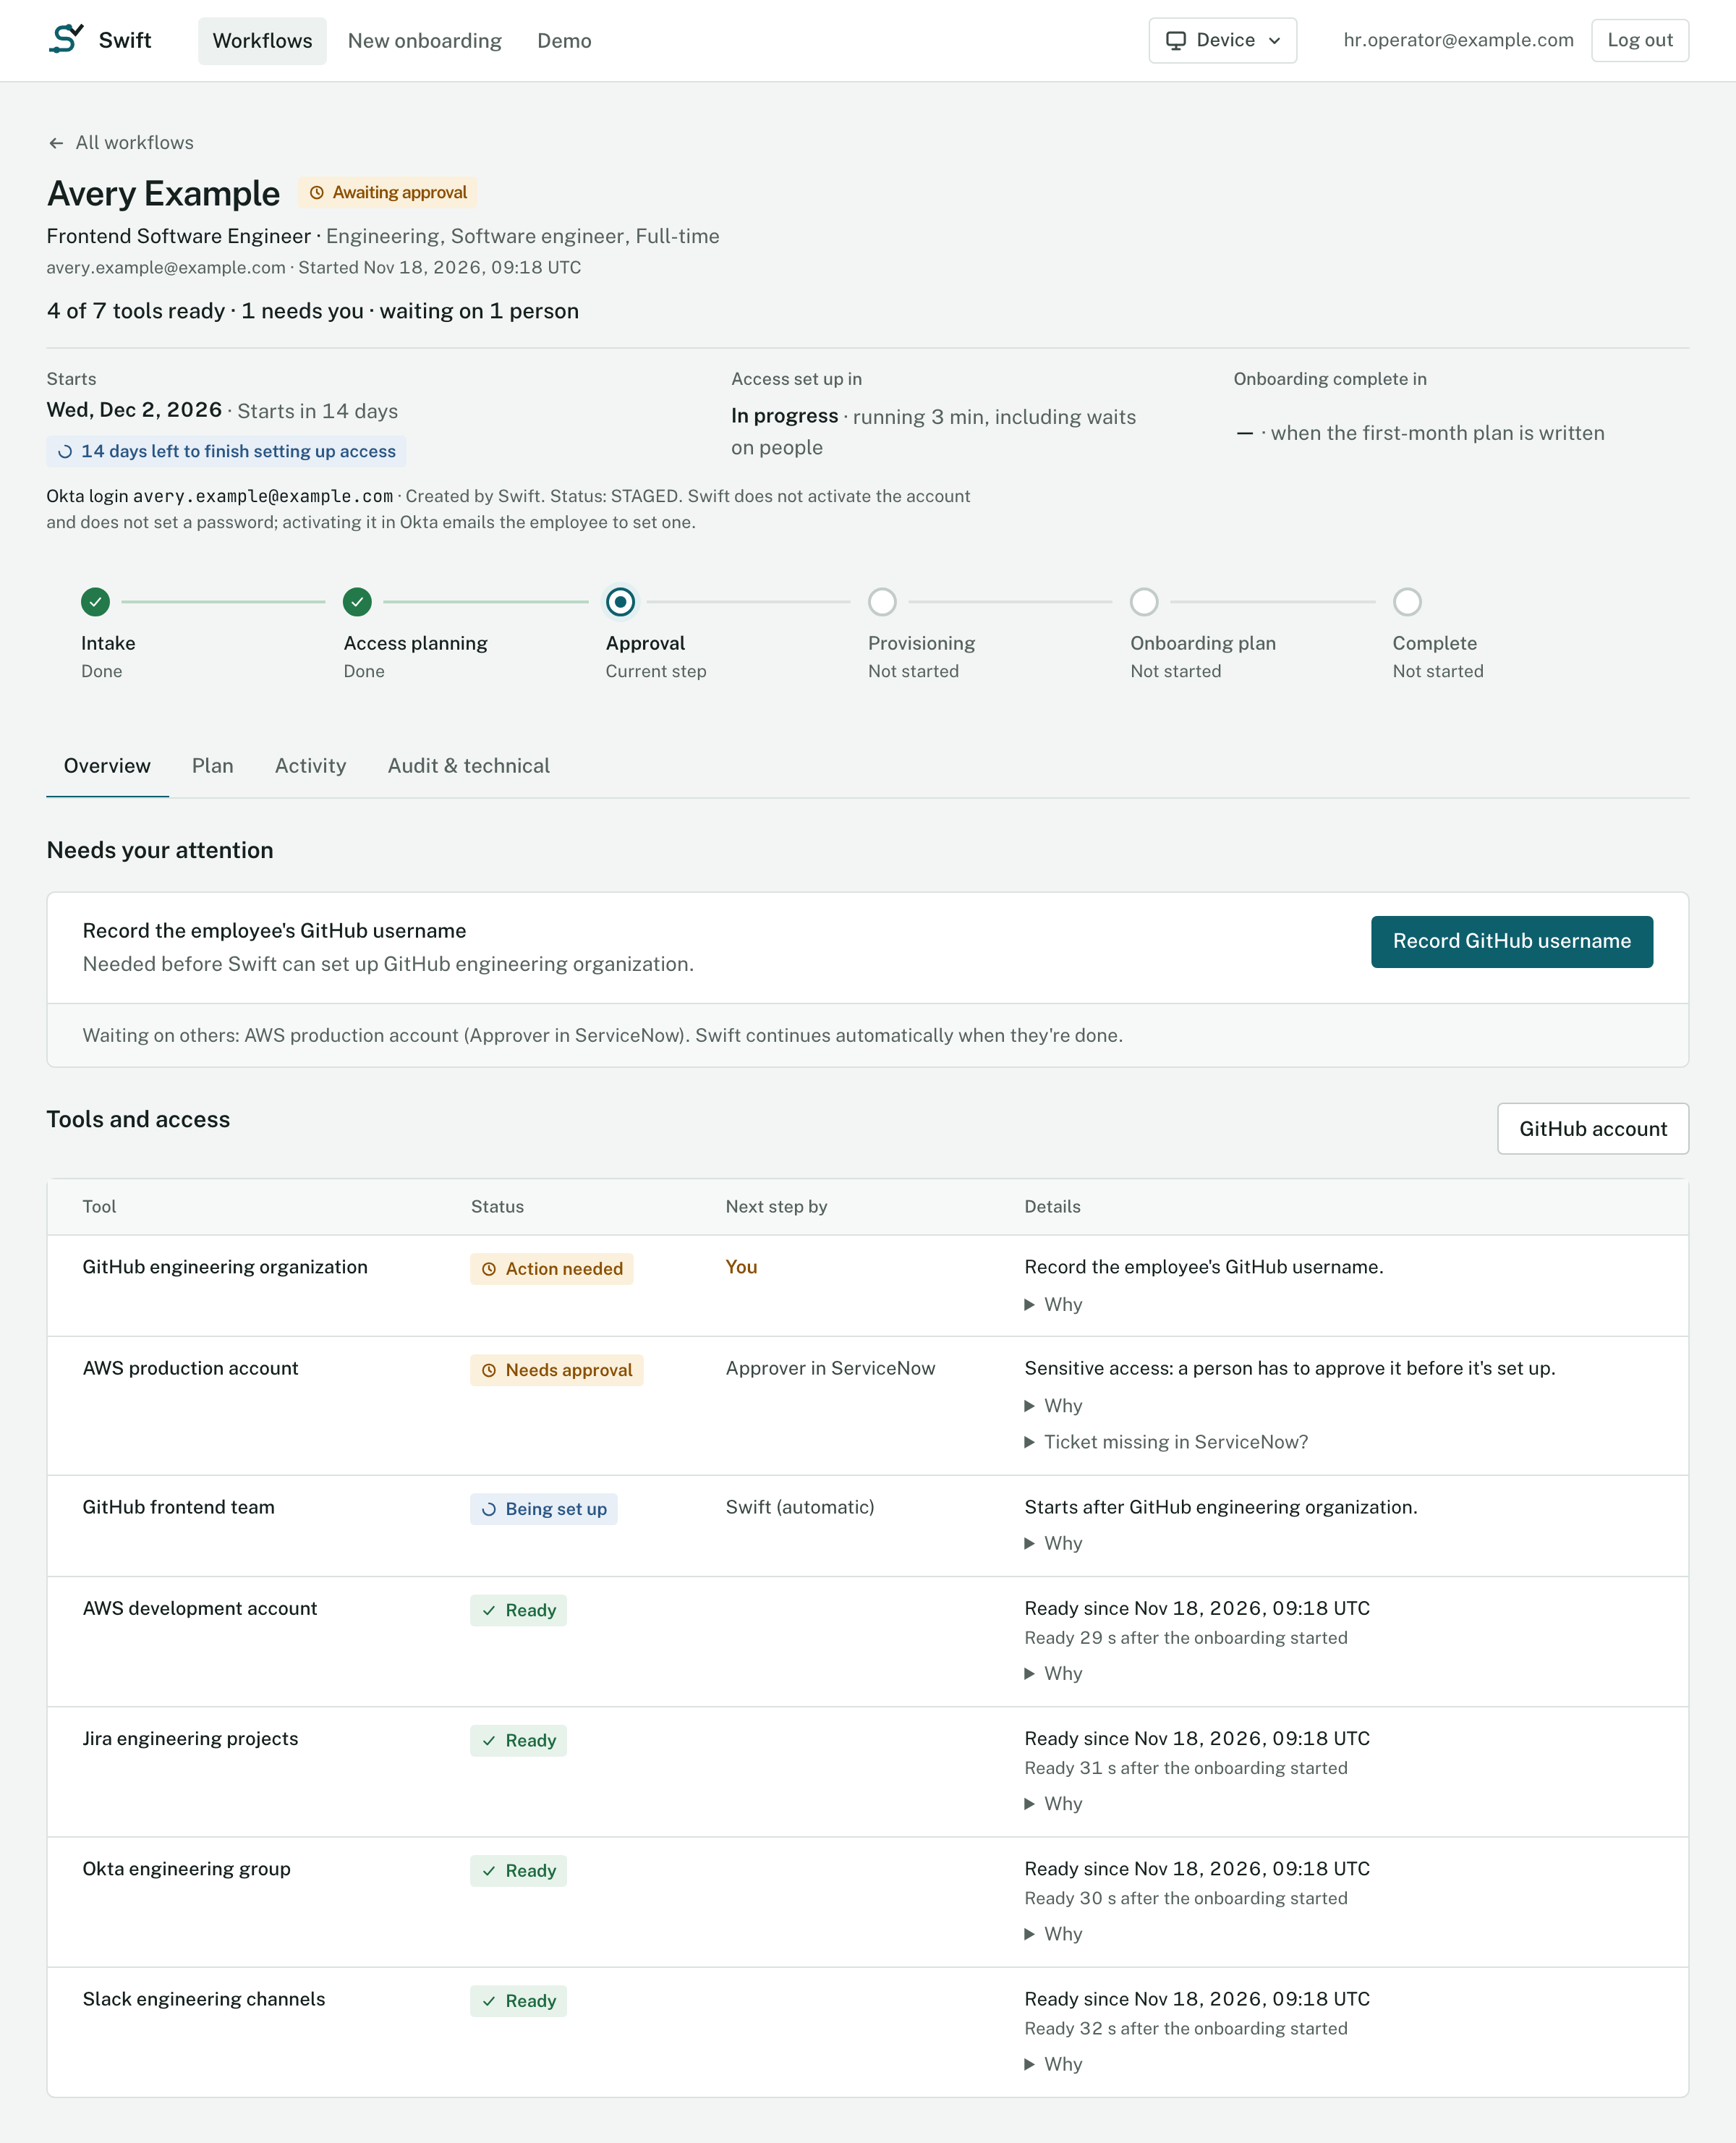 Swift
Workflows
New onboarding
Demo
Device
hr.operator@example.com
Log out
← All workflows
Avery Example
Awaiting approval
Frontend Software Engineer · Engineering, Software engineer, Full-time
avery.example@example.com · Started Nov 18, 2026, 09:18 UTC
4 of 7 tools ready · 1 needs you · waiting on 1 person
Starts
Wed, Dec 2, 2026 · Starts in 14 days
14 days left to finish setting up access
Access set up in
In progress · running 3 min, including waits
on people
Onboarding complete in
— · when the first-month plan is written
Okta login avery.example@example.com · Created by Swift. Status: STAGED. Swift does not activate the account
and does not set a password; activating it in Okta emails the employee to set one.
Intake
Done
Access planning
Done
Approval
Current step
Provisioning
Not started
Onboarding plan
Not started
Complete
Not started
Overview
Plan
Activity
Audit & technical
Needs your attention
Record the employee's GitHub username
Needed before Swift can set up GitHub engineering organization.
Record GitHub username
Waiting on others: AWS production account (Approver in ServiceNow). Swift continues automatically when they're done.
Tools and access
GitHub account
Tool
Status
Next step by
Details
GitHub engineering organization
Action needed
You
Record the employee's GitHub username.
Why
AWS production account
Needs approval
Approver in ServiceNow
Sensitive access: a person has to approve it before it's set up.
Why
Ticket missing in ServiceNow?
GitHub frontend team
Being set up
Swift (automatic)
Starts after GitHub engineering organization.
Why
AWS development account
Ready
Ready since Nov 18, 2026, 09:18 UTC
Ready 29 s after the onboarding started
Why
Jira engineering projects
Ready
Ready since Nov 18, 2026, 09:18 UTC
Ready 31 s after the onboarding started
Why
Okta engineering group
Ready
Ready since Nov 18, 2026, 09:18 UTC
Ready 30 s after the onboarding started
Why
Slack engineering channels
Ready
Ready since Nov 18, 2026, 09:18 UTC
Ready 32 s after the onboarding started
Why